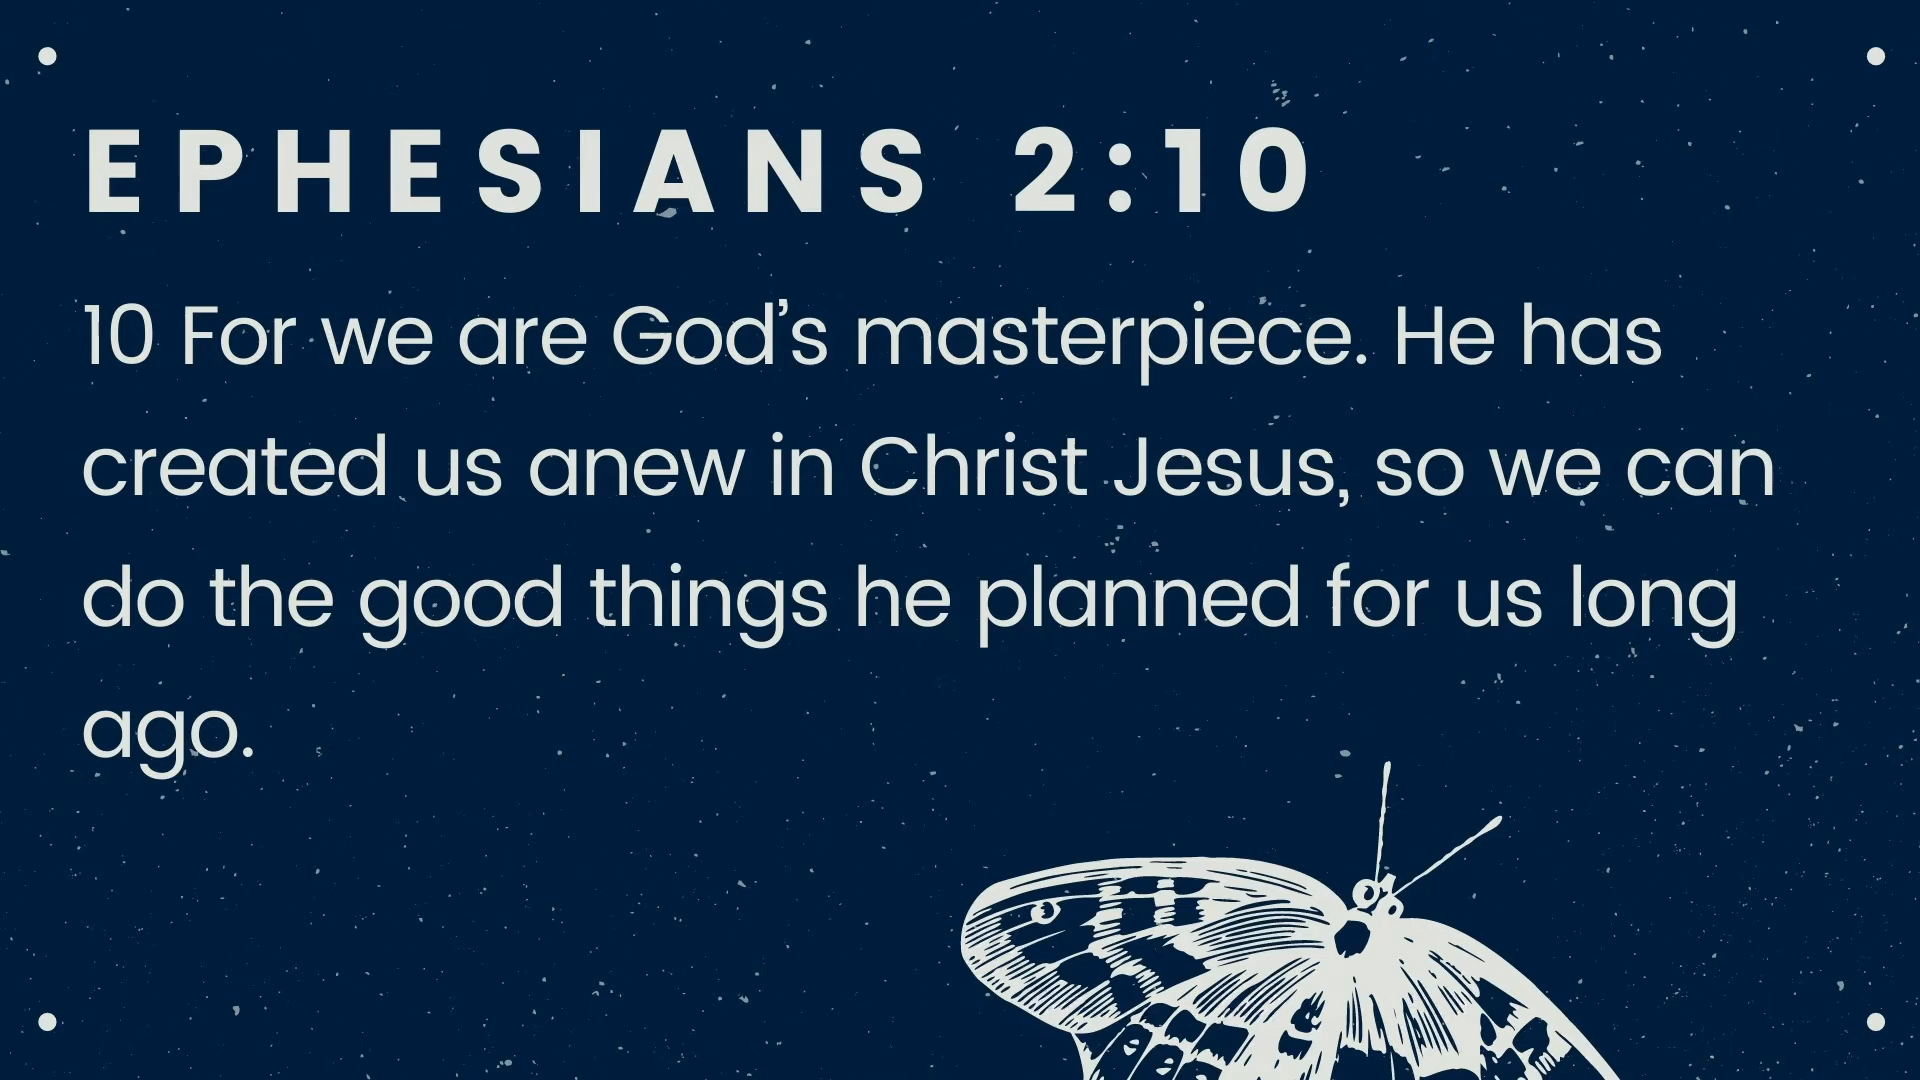 EPHESIANS 2:10
10 For we are God’s masterpiece. He has
created us anew in Christ Jesus, so we can
do the good things he planned for us long
ago.